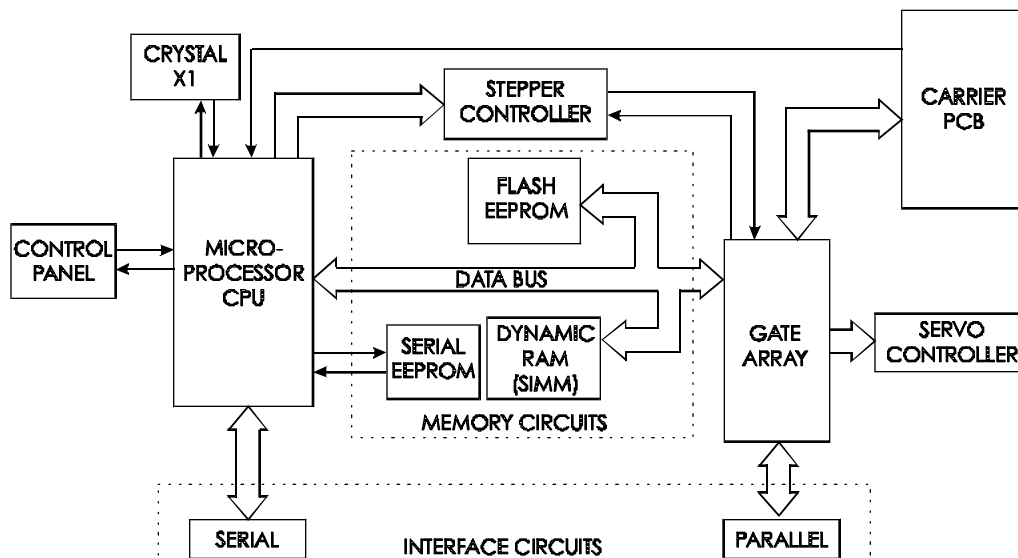 CRYSTAL
X1
STEPPER
CONTROLLER
CARRIER
PCB
FLASH
EEPROM
CONTROL
PANEL
MICRO-
PROCESSOR
CPU
DATA BUS
SERIAL
EEPROM
DYNAMIC
RAM
(SIMM)
GATE
ARRAY
SERVO
CONTROLLER
MEMORY CIRCUITS
SERIAL
INTERFACE CIRCUITS
PARALLEL